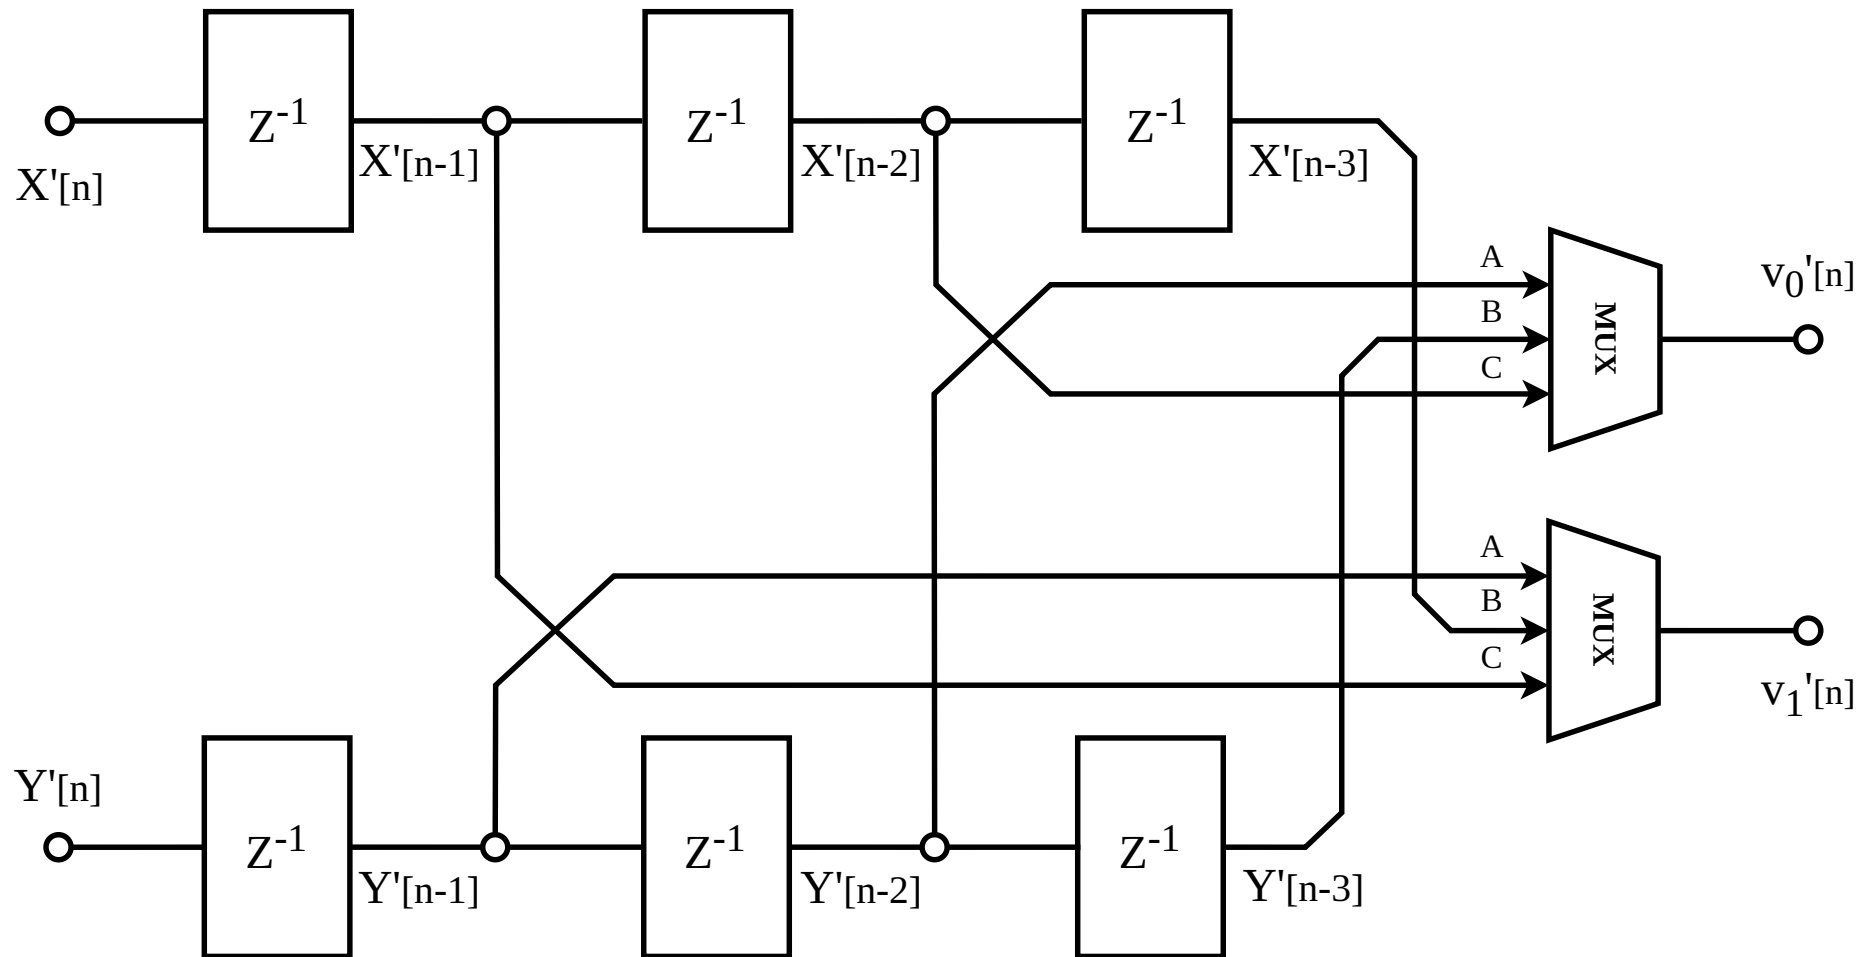 Z-1
Z-1
Z-1
X'[n]
X'[n-1]
X'[n-2]
X'[n-3]
A
B
C
MUX
v0'[n]
A
B
C
MUX
v1'[n]
Y'[n]
Z-1
Z-1
Z-1
Y'[n-1]
Y'[n-2]
Y'[n-3]